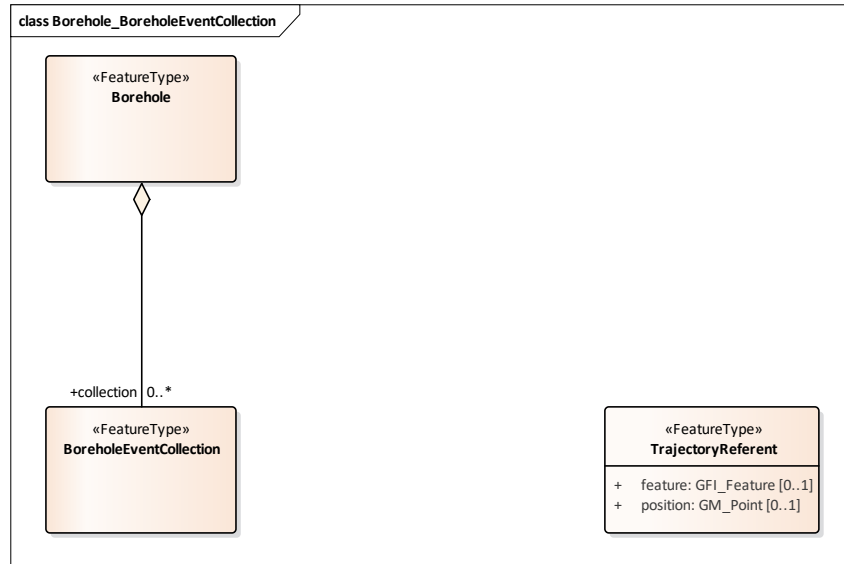 class Borehole_BoreholeEventCollection
«FeatureType»
Borehole
+collection 0..*
«FeatureType»
BoreholeEventCollection
«FeatureType»
TrajectoryReferent
+ feature: GFI_Feature [0..1]
+ position: GM_Point [0..1]